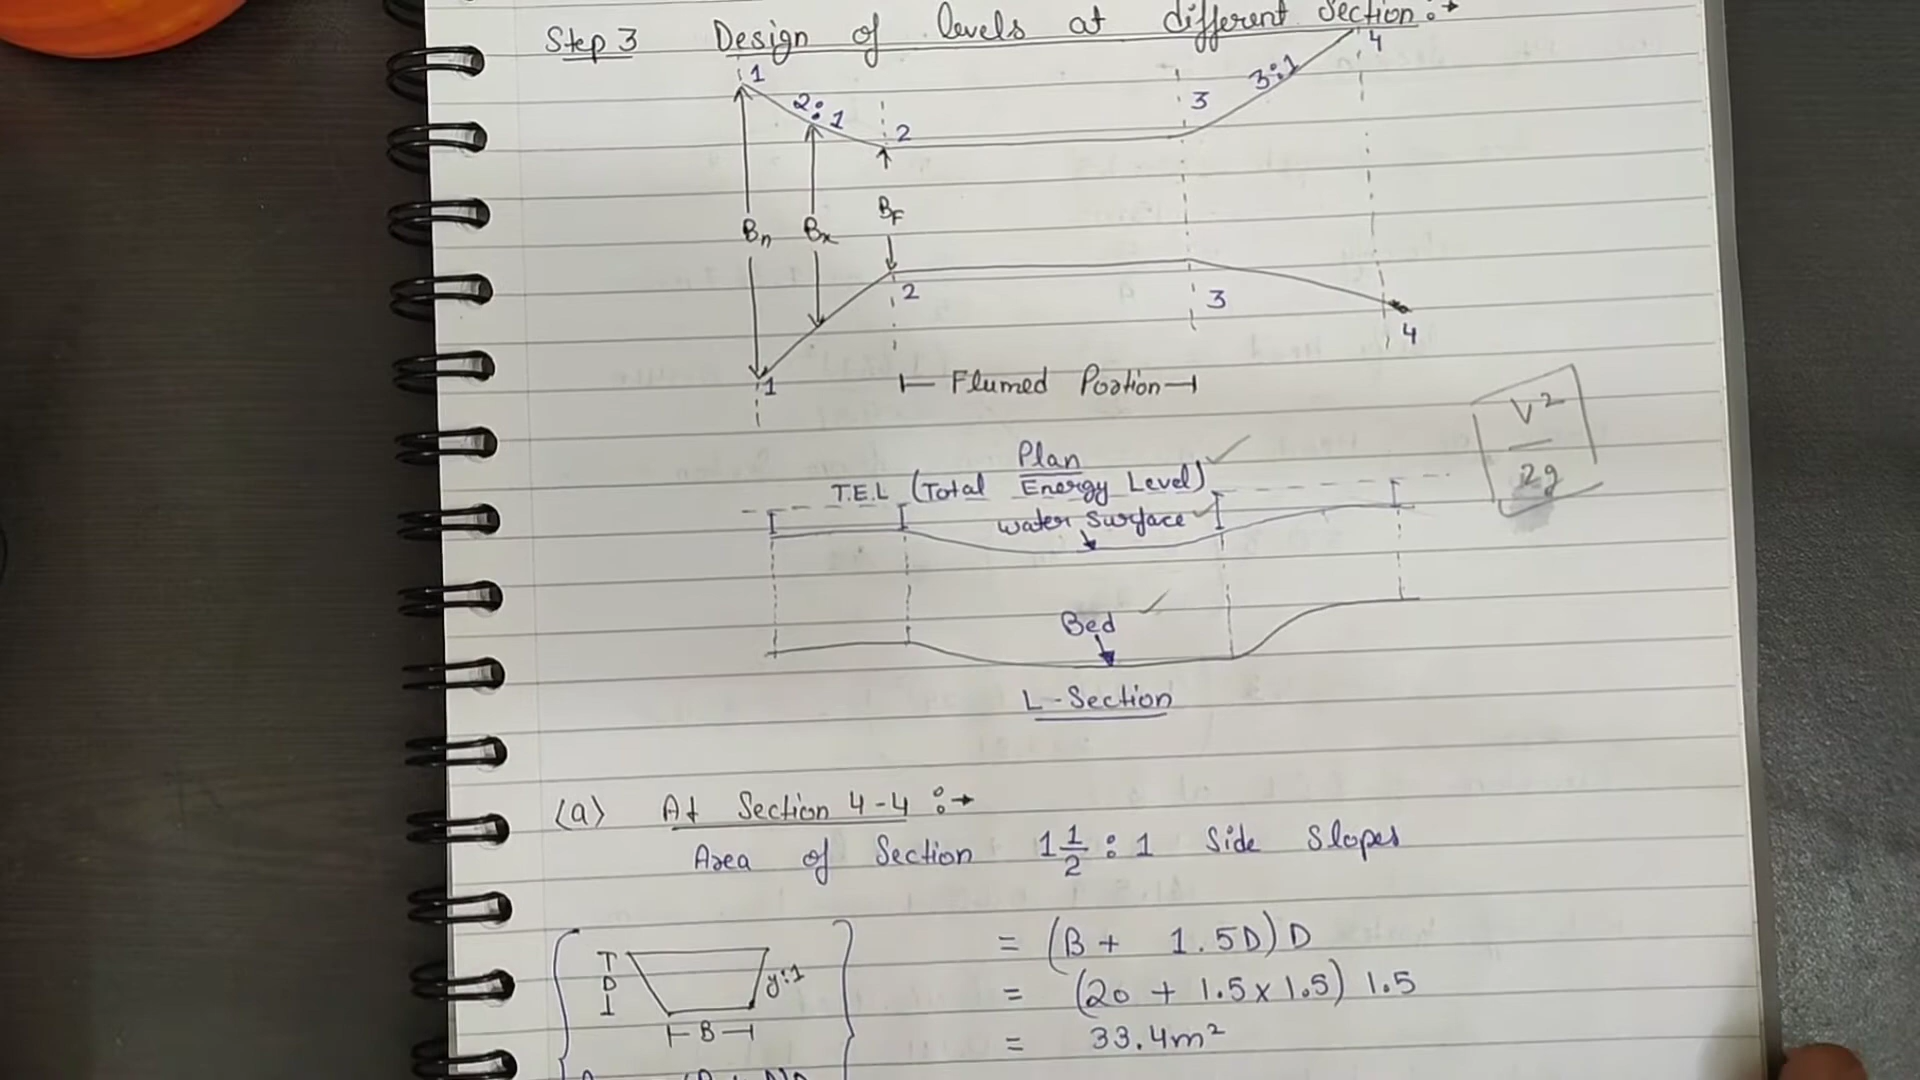 Step 3 Design of levels at different Section:→
1 2:1 2 3 3:1 4
Bn Bx BF
1 2 3 4
Flumed Portion
Plan
T.E.L (Total Energy Level)
water surface
V²
2g
Bed
L-Section
(a) At Section 4-4 :→
Area of Section 1 1/2 : 1 Side Slopes
= (B + 1.5D) D
T D I B y:1
= (20 + 1.5 x 1.5) 1.5
= 33.4m²